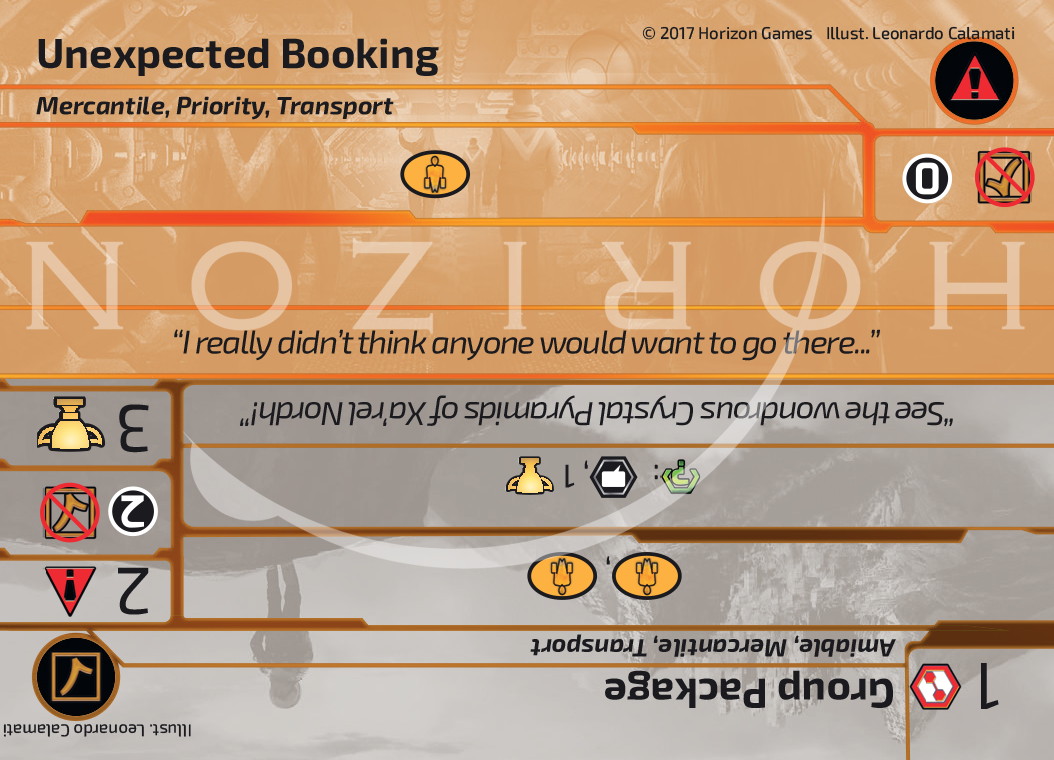 © 2017 Horizon Games Illust. Leonardo Calamati
Unexpected Booking
Mercantile, Priority, Transport
0
HORIZON
“I really didn’t think anyone would want to go there...”
1
Group Package
Amiable, Mercantile, Transport
2
2
: , 1
3
“See the wondrous Crystal Pyramids of Xa’rel Nordh!”
Illust. Leonardo Calamati